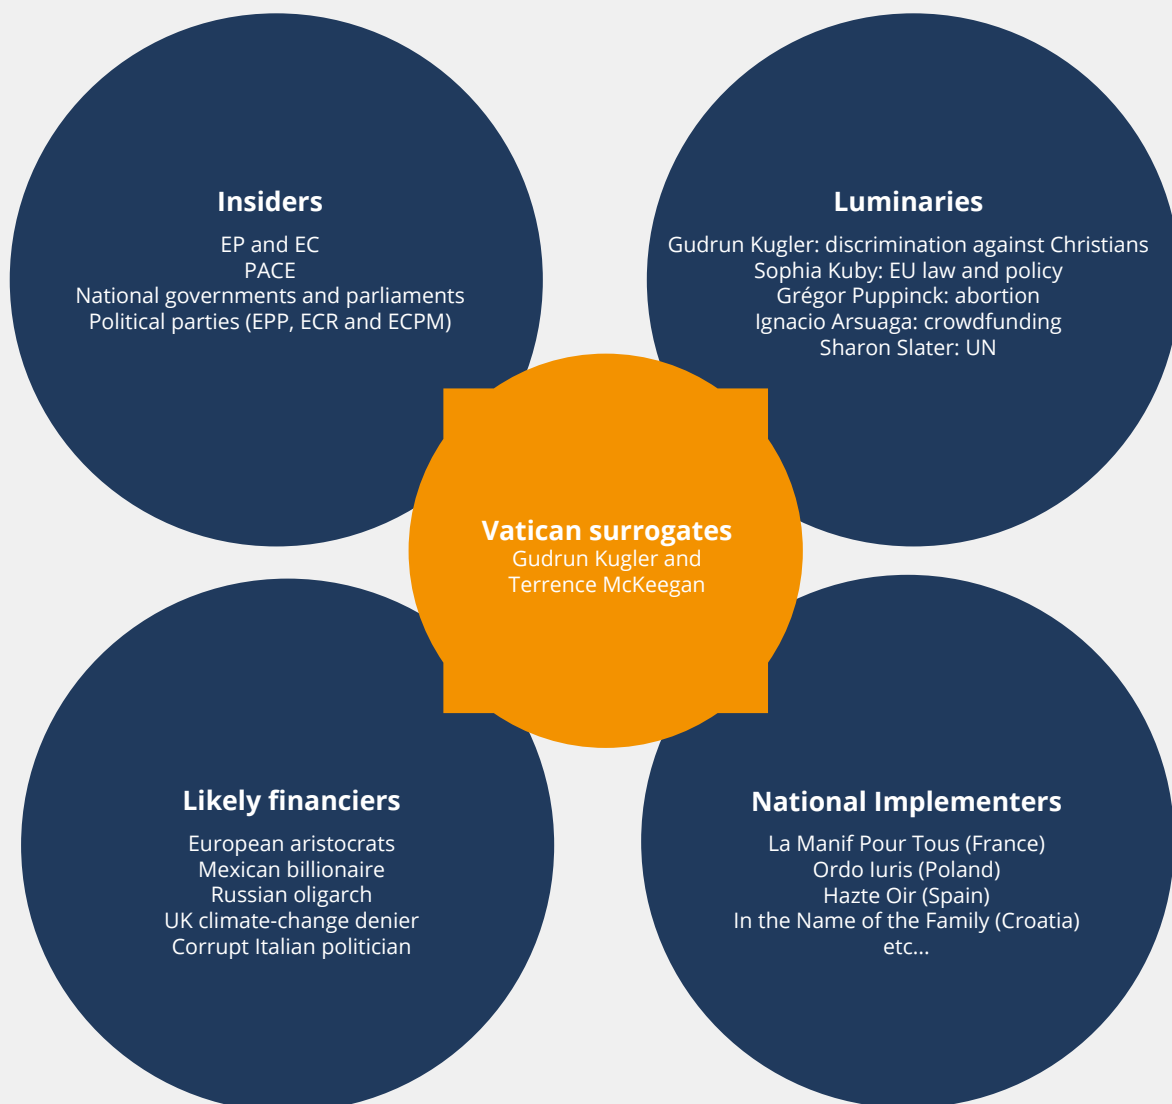 Insiders
EP and EC
PACE
National governments and parliaments
Political parties (EPP, ECR and ECPM)
Luminaries
Gudrun Kugler: discrimination against Christians
Sophia Kuby: EU law and policy
Grégor Puppinck: abortion
Ignacio Arsuaga: crowdfunding
Sharon Slater: UN
Vatican surrogates
Gudrun Kugler and
Terrence McKeegan
Likely financiers
European aristocrats
Mexican billionaire
Russian oligarch
UK climate-change denier
Corrupt Italian politician
National Implementers
La Manif Pour Tous (France)
Ordo Iuris (Poland)
Hazte Oir (Spain)
In the Name of the Family (Croatia)
etc...